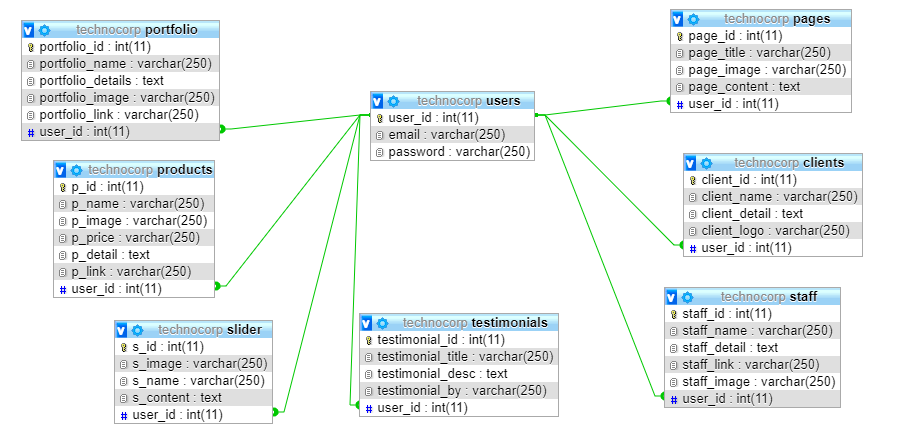 technocorp portfolio
portfolio_id : int(11)
portfolio_name : varchar(250)
portfolio_details : text
portfolio_image : varchar(250)
portfolio_link : varchar(250)
# user_id : int(11)
technocorp products
p_id : int(11)
p_name : varchar(250)
p_image : varchar(250)
p_price : varchar(250)
p_detail : text
p_link : varchar(250)
# user_id : int(11)
technocorp slider
s_id : int(11)
s_image : varchar(250)
s_name : varchar(250)
s_content : text
# user_id : int(11)
technocorp users
user_id : int(11)
email : varchar(250)
password : varchar(250)
technocorp testimonials
testimonial_id : int(11)
testimonial_title : varchar(250)
testimonial_desc : text
testimonial_by : varchar(250)
# user_id : int(11)
technocorp pages
page_id : int(11)
page_title : varchar(250)
page_image : varchar(250)
page_content : text
# user_id : int(11)
technocorp clients
client_id : int(11)
client_name : varchar(250)
client_detail : text
client_logo : varchar(250)
# user_id : int(11)
technocorp staff
staff_id : int(11)
staff_name : varchar(250)
staff_detail : text
staff_link : varchar(250)
staff_image : varchar(250)
# user_id : int(11)